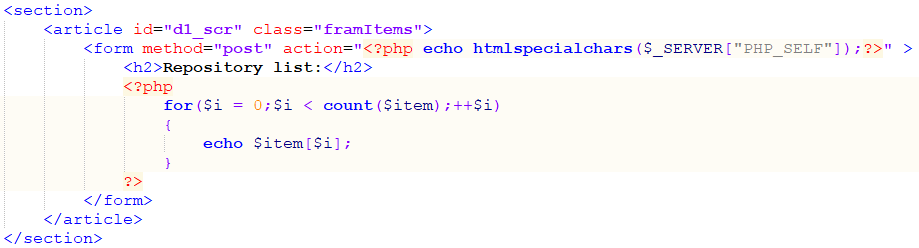 <section>
<article id="d1_scr" class="framItems">
<form method="post" action="<?php echo htmlspecialchars($_SERVER["PHP_SELF"]);?>" >
<h2>Repository list:</h2>
<?php
for($i = 0;$i < count($item);++$i)
{
echo $item[$i];
}
?>
</form>
</article>
</section>